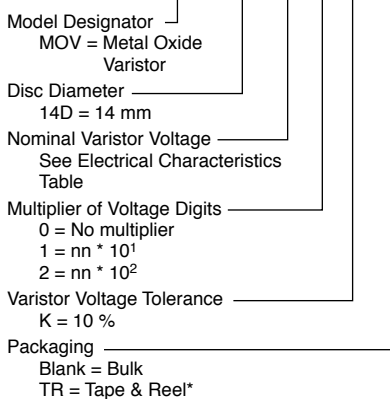 Model Designator
MOV = Metal Oxide
Varistor
Disc Diameter
14D = 14 mm
Nominal Varistor Voltage
See Electrical Characteristics
Table
Multiplier of Voltage Digits
0 = No multiplier
1 = nn * 10¹
2 = nn * 10²
Varistor Voltage Tolerance
K = 10 %
Packaging
Blank = Bulk
TR = Tape & Reel*